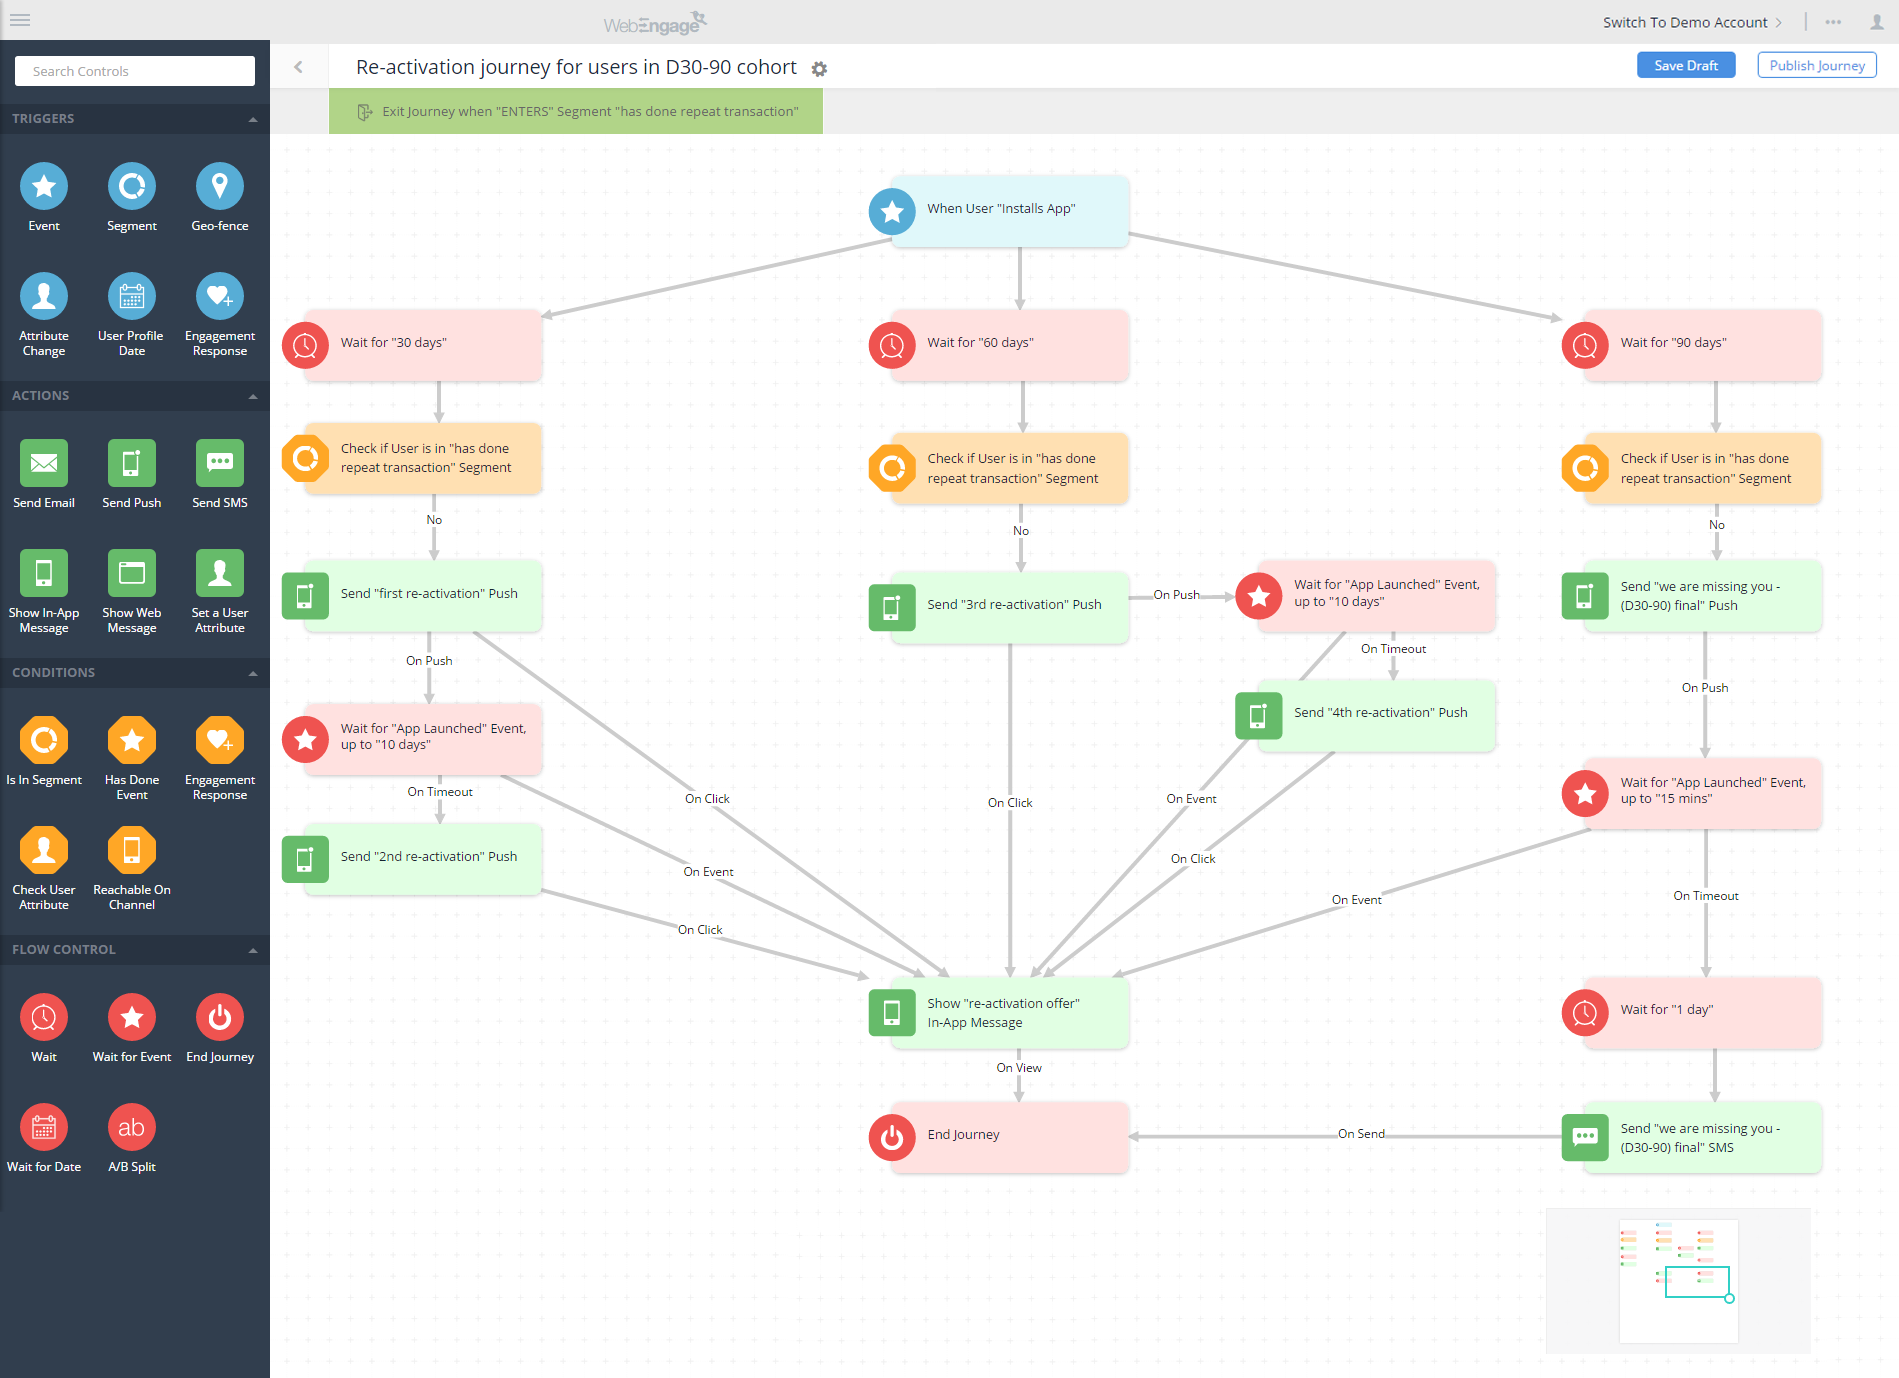 WebEngage
Switch To Demo Account
Search Controls
Re-activation journey for users in D30-90 cohort
Save Draft
Publish Journey
Exit Journey when "ENTERS" Segment "has done repeat transaction"
TRIGGERS
Event
Segment
Geo-fence
Attribute
Change
User Profile
Date
Engagement
Response
ACTIONS
Send Email
Send Push
Send SMS
Show In-App
Message
Show Web
Message
Set a User
Attribute
CONDITIONS
Is In Segment
Has Done
Event
Engagement
Response
Check User
Attribute
Reachable On
Channel
FLOW CONTROL
Wait
Wait for Event
End Journey
ab
Wait for Date
A/B Split
When User "Installs App"
Wait for "30 days"
Wait for "60 days"
Wait for "90 days"
Check if User is in "has done
repeat transaction" Segment
Check if User is in "has done
repeat transaction" Segment
Check if User is in "has done
repeat transaction" Segment
No
No
No
Send "first re-activation" Push
Send "3rd re-activation" Push
On Push
Wait for "App Launched" Event,
up to "10 days"
Send "we are missing you -
(D30-90) final" Push
On Push
On Timeout
On Push
Wait for "App Launched" Event,
up to "10 days"
Send "4th re-activation" Push
On Timeout
On Click
On Click
On Event
Wait for "App Launched" Event,
up to "15 mins"
Send "2nd re-activation" Push
On Event
On Click
On Event
On Timeout
On Click
Show "re-activation offer"
In-App Message
Wait for "1 day"
On View
End Journey
On Send
Send "we are missing you -
(D30-90) final" SMS